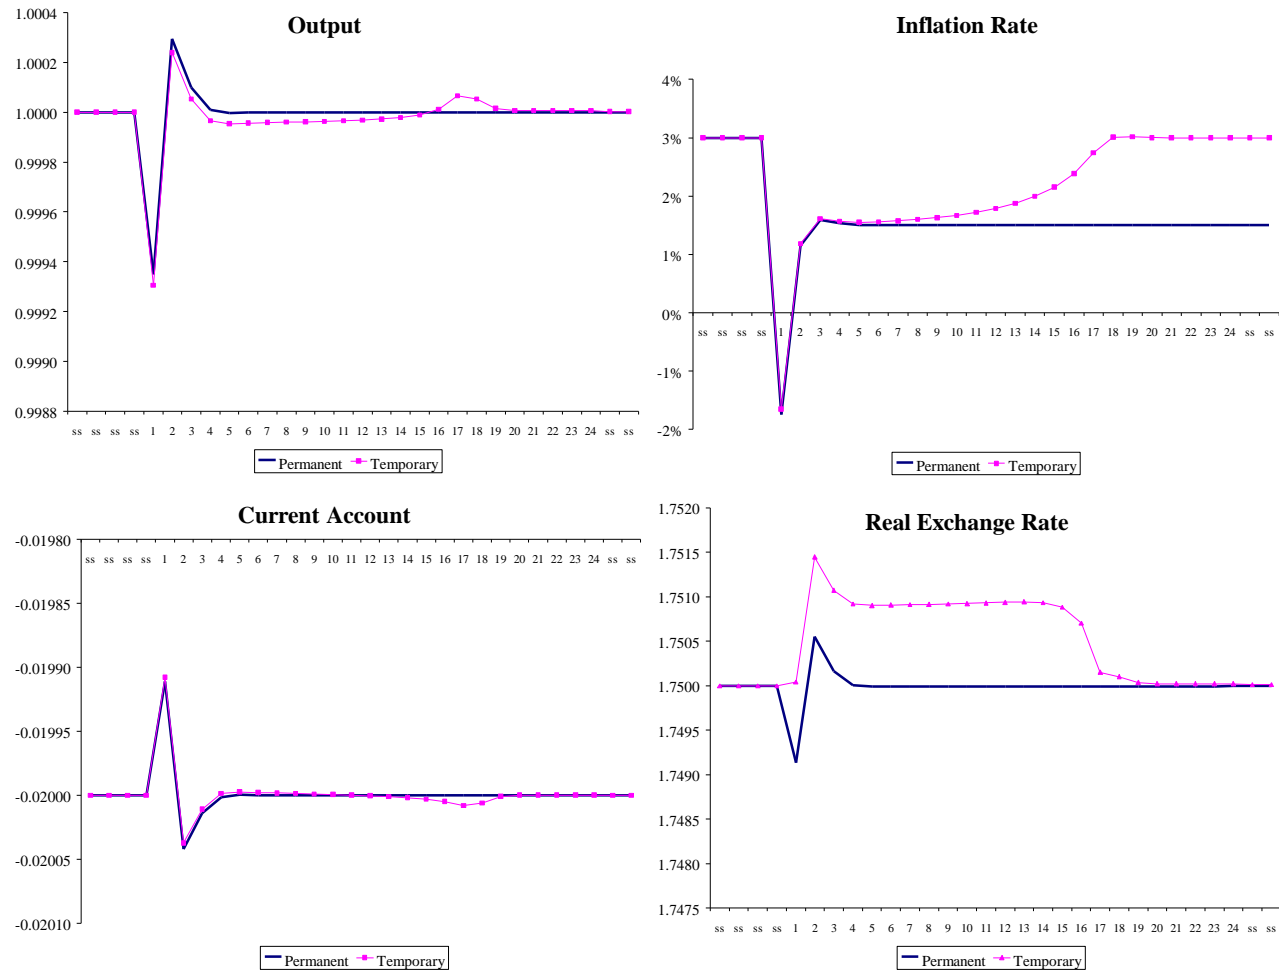 Output
1.0004
1.0002
1.0000
0.9998
0.9996
0.9994
0.9992
0.9990
0.9988
ss ss ss ss 1 2 3 4 5 6 7 8 9 10 11 12 13 14 15 16 17 18 19 20 21 22 23 24 ss ss
Permanent Temporary
Inflation Rate
4%
3%
2%
1%
0%
-1%
-2%
ss ss ss ss 1 2 3 4 5 6 7 8 9 10 11 12 13 14 15 16 17 18 19 20 21 22 23 24 ss ss
Permanent Temporary
Current Account
-0.01980
-0.01985
-0.01990
-0.01995
-0.02000
-0.02005
-0.02010
ss ss ss ss 1 2 3 4 5 6 7 8 9 10 11 12 13 14 15 16 17 18 19 20 21 22 23 24 ss ss
Permanent Temporary
Real Exchange Rate
1.7520
1.7515
1.7510
1.7505
1.7500
1.7495
1.7490
1.7485
1.7480
1.7475
ss ss ss ss 1 2 3 4 5 6 7 8 9 10 11 12 13 14 15 16 17 18 19 20 21 22 23 24 ss ss
Permanent Temporary